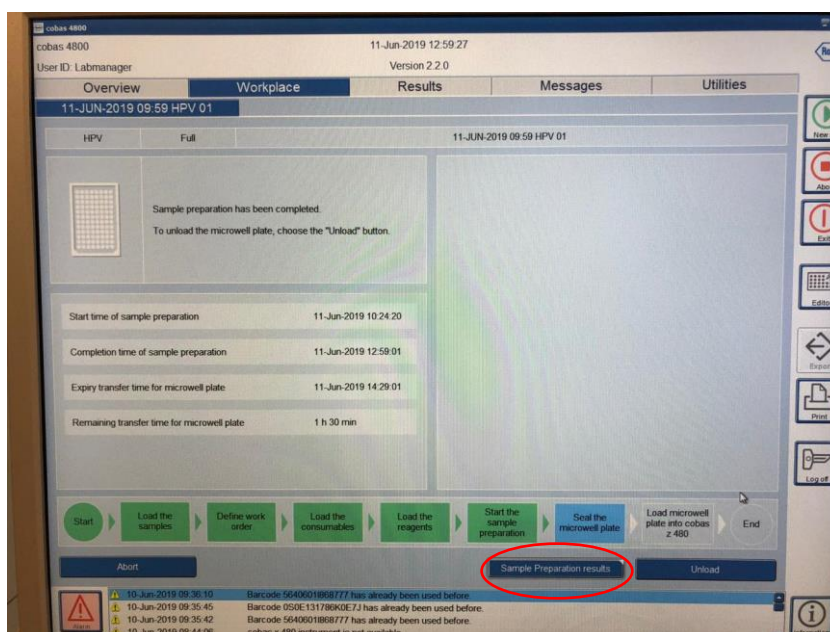 cobas 4800
cobas 4800 11-Jun-2019 12:59:27
User ID: Labmanager Version 2.2.0
Overview Workplace Results Messages Utilities
11-JUN-2019 09:59 HPV 01
HPV Full 11-JUN-2019 09:59 HPV 01
New
Sample preparation has been completed.
To unload the microwell plate, choose the "Unload" button.
Abo
Exit
Edito
Start time of sample preparation 11-Jun-2019 10:24:20
Completion time of sample preparation 11-Jun-2019 12:59:01
Expiry transfer time for microwell plate 11-Jun-2019 14:29:01
Remaining transfer time for microwell plate 1 h 30 min
Export
Print
Log off
Start
Load the
samples
Define work
order
Load the
consumables
Load the
reagents
Start the
sample
preparation
Seal the
microwell plate
Load microwell
plate into cobas
z 480
End
Abort Sample Preparation results Unload
10-Jun-2019 09:36:10 Barcode 5640601868777 has already been used before.
10-Jun-2019 09:35:45 Barcode 0S0E131786K0E7J has already been used before.
10-Jun-2019 09:35:42 Barcode 5640601868777 has already been used before.
Alarm